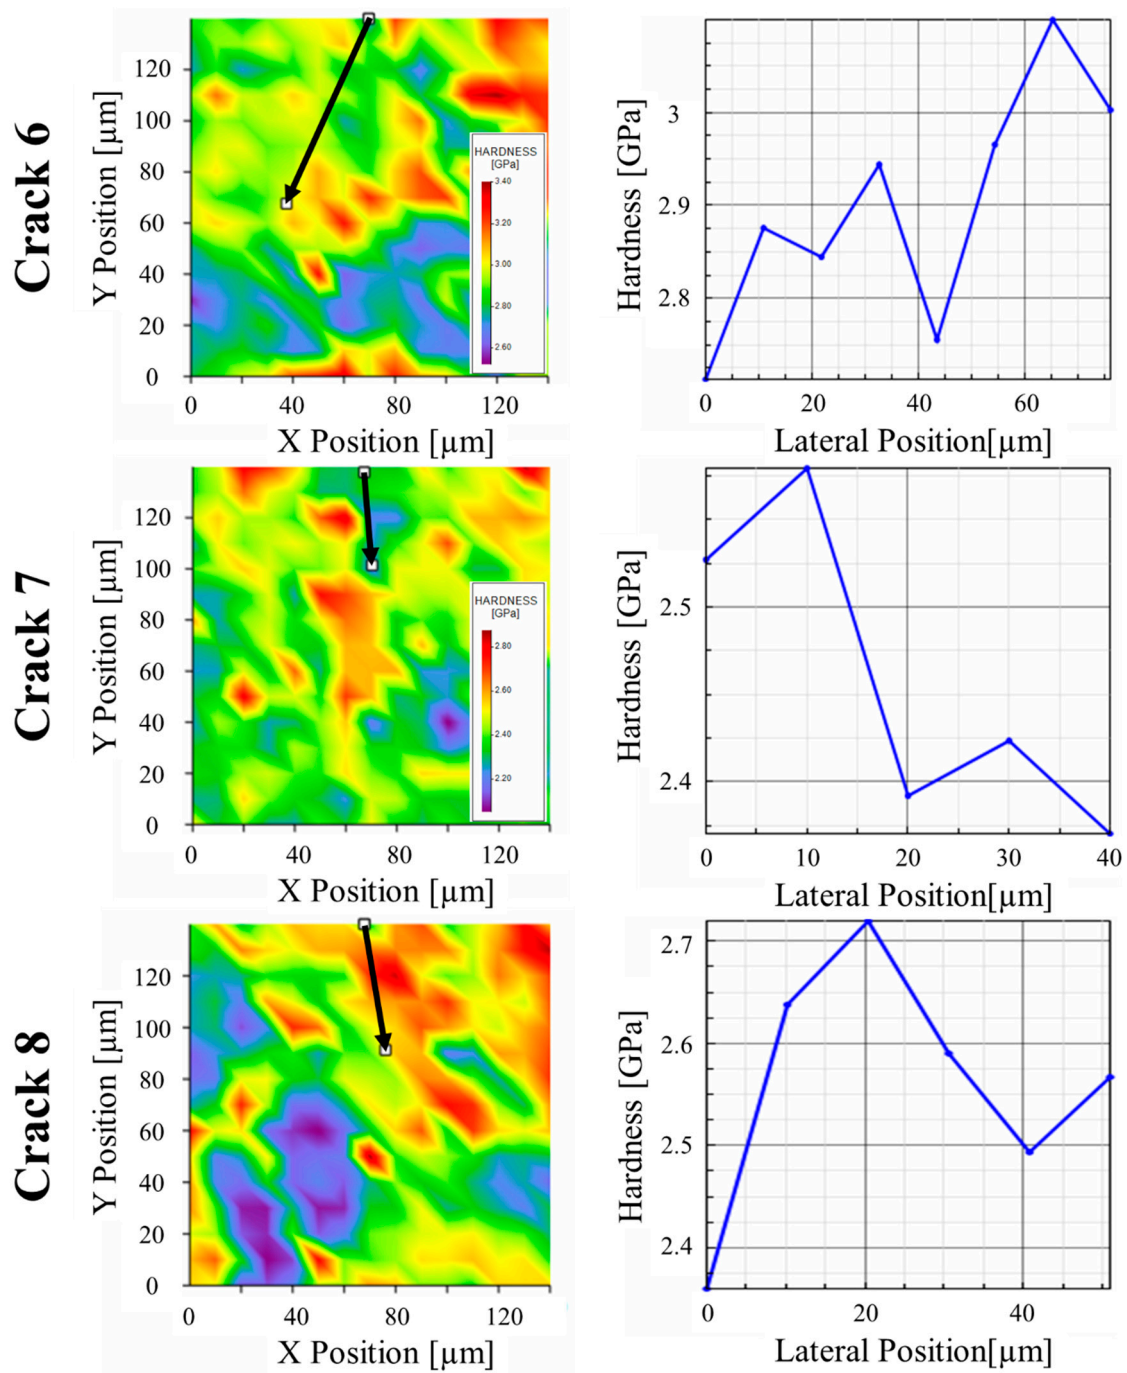 Crack 6
Y Position [µm]
120
100
80
60
40
20
0
0 40 80 120
X Position [µm]
HARDNESS
[GPa]
3.40
3.20
3.00
2.80
2.60
Hardness [GPa]
3
2.9
2.8
0 20 40 60
Lateral Position[µm]
Crack 7
Y Position [µm]
120
100
80
60
40
20
0
0 40 80 120
X Position [µm]
HARDNESS
[GPa]
2.80
2.60
2.40
2.20
Hardness [GPa]
2.5
2.4
0 10 20 30 40
Lateral Position[µm]
Crack 8
Y Position [µm]
120
100
80
60
40
20
0
0 40 80 120
X Position [µm]
Hardness [GPa]
2.7
2.6
2.5
2.4
0 20 40
Lateral Position[µm]